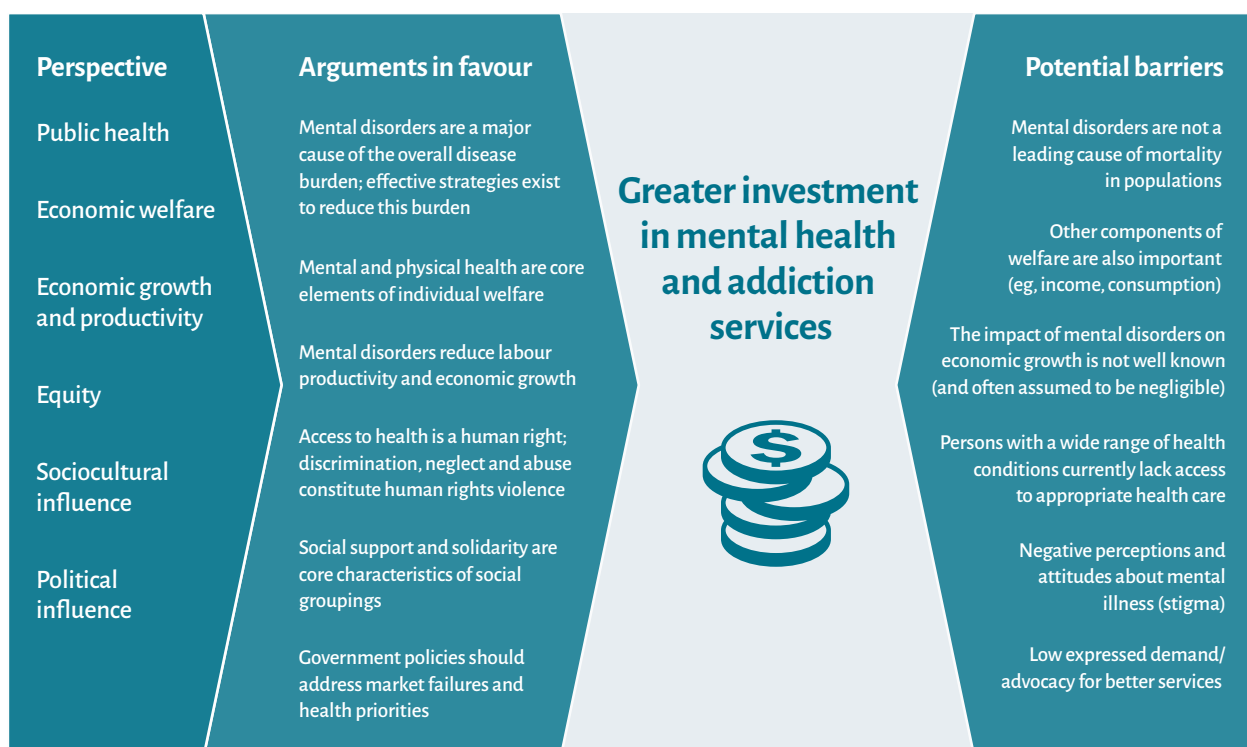 Perspective
Public health
Economic welfare
Economic growth
and productivity
Equity
Sociocultural
influence
Political
influence
Arguments in favour
Mental disorders are a major
cause of the overall disease
burden; effective strategies exist
to reduce this burden
Mental and physical health are core
elements of individual welfare
Mental disorders reduce labour
productivity and economic growth
Access to health is a human right;
discrimination, neglect and abuse
constitute human rights violence
Social support and solidarity are
core characteristics of social
groupings
Government policies should
address market failures and
health priorities
Greater investment
in mental health
and addiction
services
$
Potential barriers
Mental disorders are not a
leading cause of mortality
in populations
Other components of
welfare are also important
(eg, income, consumption)
The impact of mental disorders on
economic growth is not well known
(and often assumed to be negligible)
Persons with a wide range of health
conditions currently lack access
to appropriate health care
Negative perceptions and
attitudes about mental
illness (stigma)
Low expressed demand/
advocacy for better services